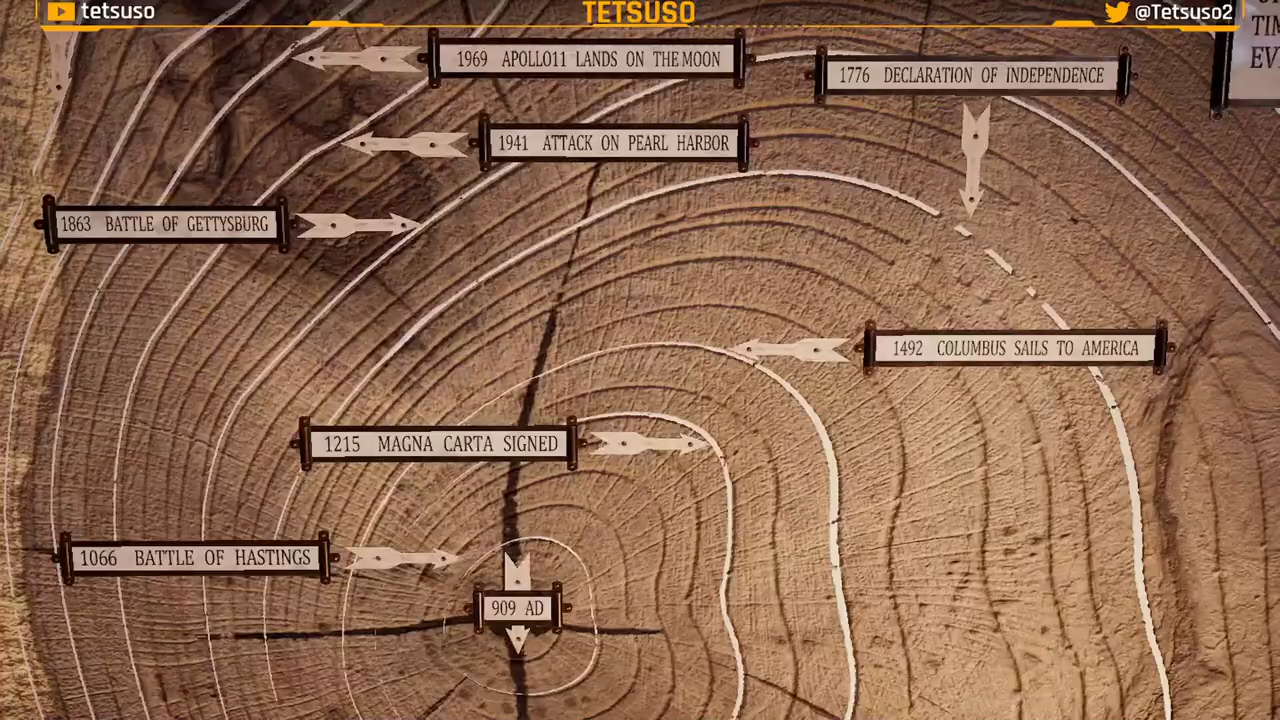 tetsuso
TETSUSO
@Tetsuso2
1969 APOLLO11 LANDS ON THE MOON
1776 DECLARATION OF INDEPENDENCE
1941 ATTACK ON PEARL HARBOR
1863 BATTLE OF GETTYSBURG
1492 COLUMBUS SAILS TO AMERICA
1215 MAGNA CARTA SIGNED
1066 BATTLE OF HASTINGS
909 AD